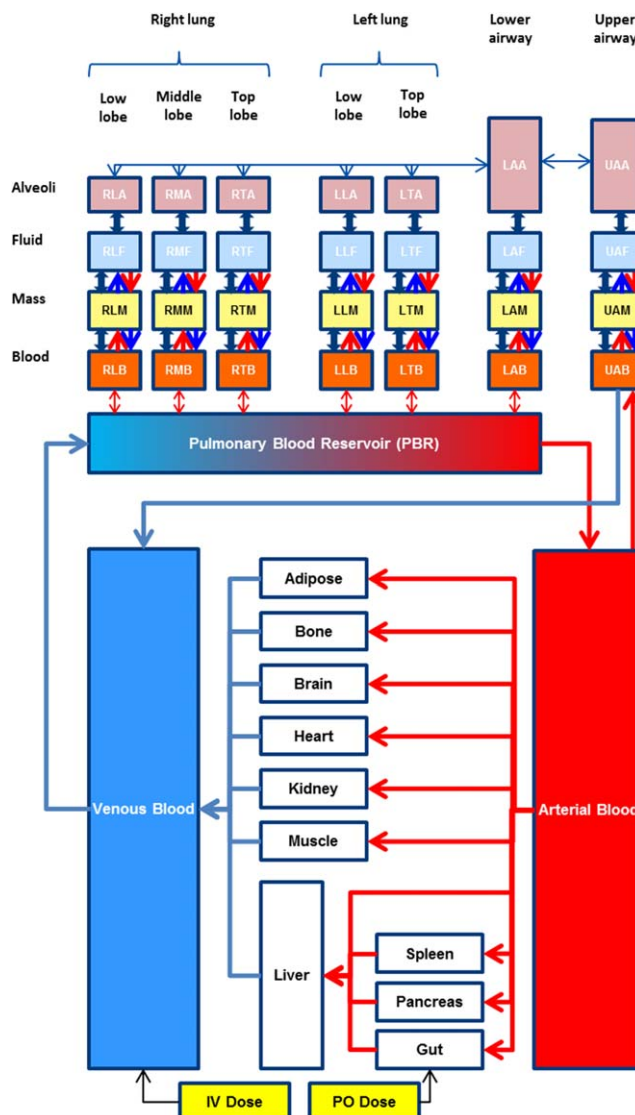 Right lung Left lung Lower airway Upper airway
Low lobe Middle lobe Top lobe Low lobe Top lobe
LAA UAA
Alveoli RLA RMA RTA LLA LTA
Fluid RLF RMF RTF LLF LTF LAF UAF
Mass RLM RMM RTM LLM LTM LAM UAM
Blood RLB RMB RTB LLB LTB LAB UAB
Pulmonary Blood Reservoir (PBR)
Adipose
Bone
Brain
Heart
Kidney
Venous Blood Arterial Blood
Muscle
Spleen
Liver
Pancreas
Gut
IV Dose PO Dose